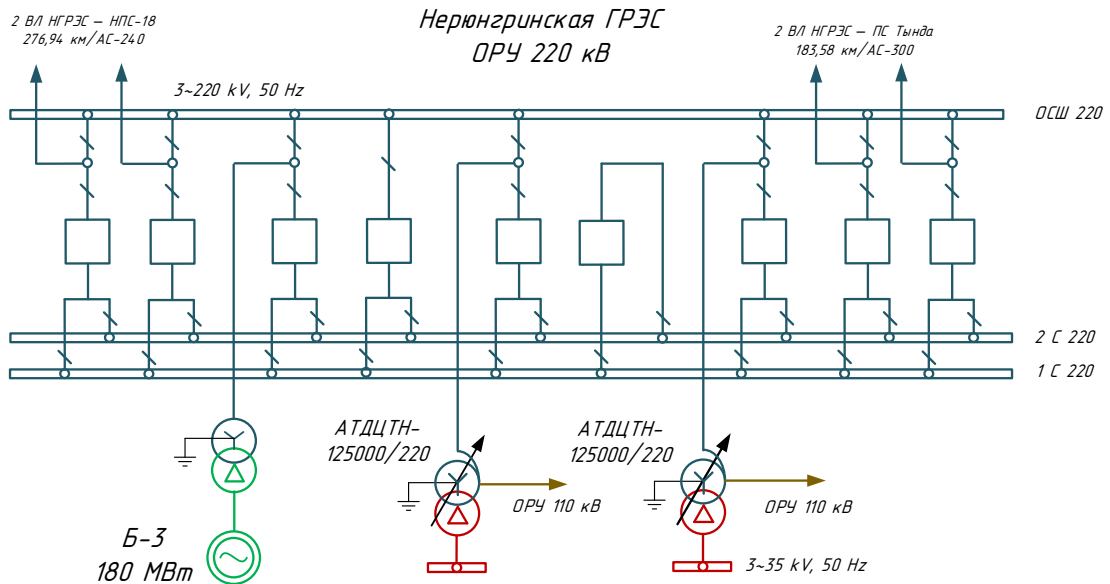 Нерюнгринская ГРЭС
ОРУ 220 кВ
2 ВЛ НГРЭС – НПС-18
276,94 км/АС-240
2 ВЛ НГРЭС – ПС Тында
183,58 км/АС-300
3~220 kV, 50 Hz
ОСШ 220
2 С 220
1 С 220
АТДЦТН-
125000/220
АТДЦТН-
125000/220
ОРУ 110 кВ
ОРУ 110 кВ
Б-3
180 МВт
3~35 kV, 50 Hz